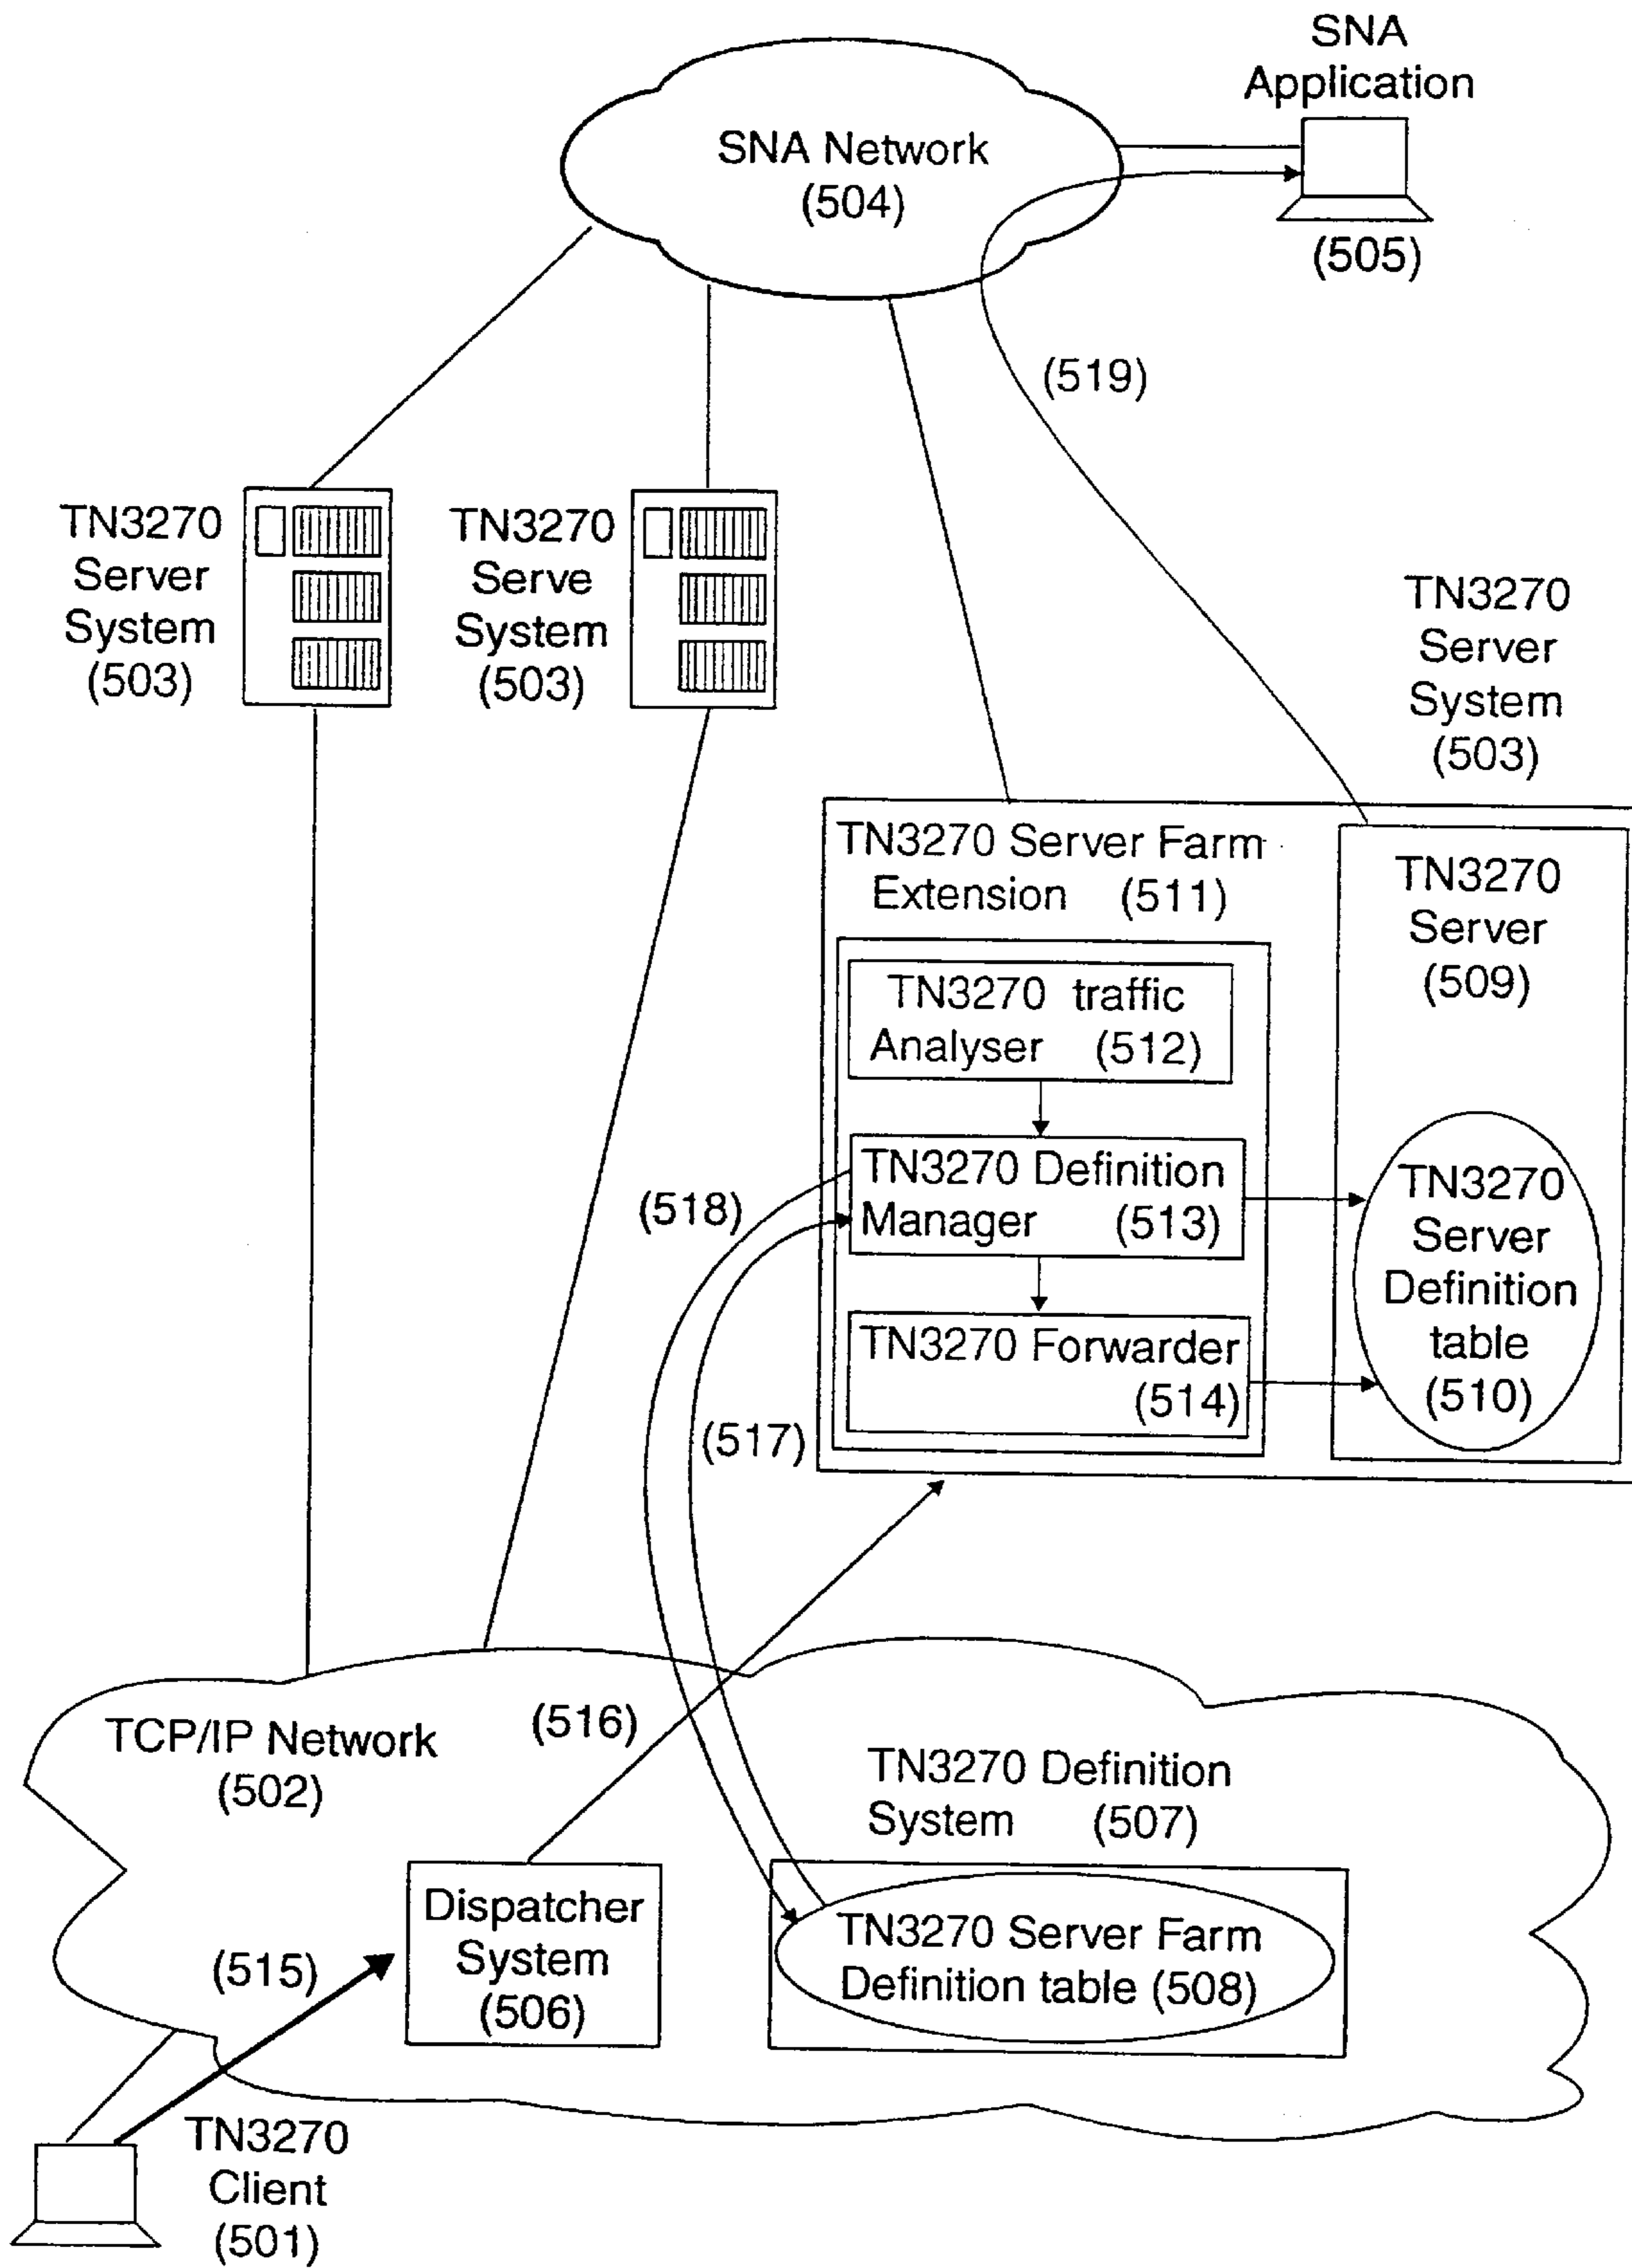 SNA
Application
(505)
SNA Network
(504)
(519)
TN3270
Server
System
(503)
TN3270
Serve
System
(503)
TN3270
Server
System
(503)
TN3270 Server Farm
Extension (511)
TN3270 traffic
Analyser (512)
TN3270 Definition
Manager (513)
TN3270 Forwarder
(514)
TN3270
Server
(509)
TN3270
Server
Definition
table
(510)
(518)
(517)
(516)
TCP/IP Network
(502)
TN3270 Definition
System (507)
TN3270 Server Farm
Definition table (508)
Dispatcher
System
(506)
(515)
TN3270
Client
(501)